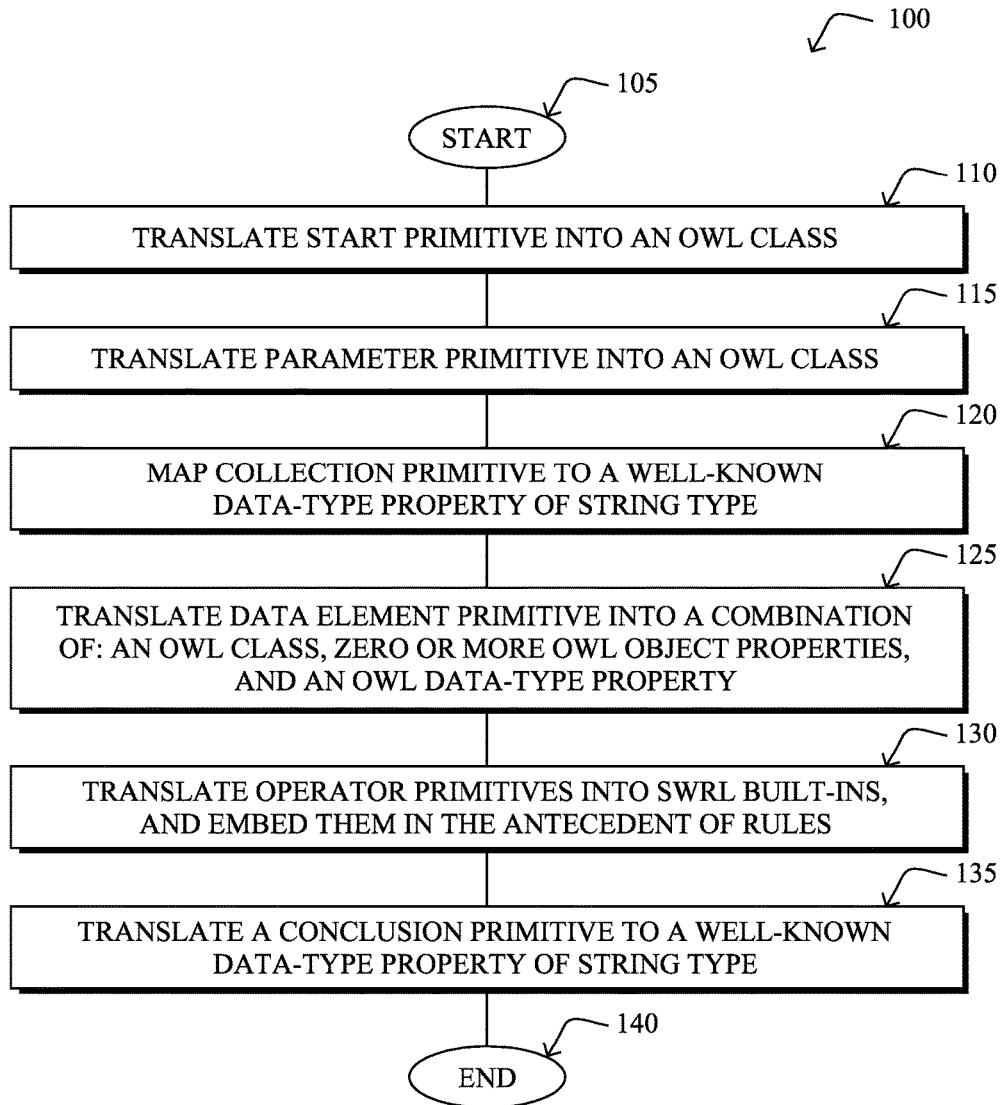 100
105
START
110
TRANSLATE START PRIMITIVE INTO AN OWL CLASS
115
TRANSLATE PARAMETER PRIMITIVE INTO AN OWL CLASS
120
MAP COLLECTION PRIMITIVE TO A WELL-KNOWN
DATA-TYPE PROPERTY OF STRING TYPE
125
TRANSLATE DATA ELEMENT PRIMITIVE INTO A COMBINATION
OF: AN OWL CLASS, ZERO OR MORE OWL OBJECT PROPERTIES,
AND AN OWL DATA-TYPE PROPERTY
130
TRANSLATE OPERATOR PRIMITIVES INTO SWRL BUILT-INS,
AND EMBED THEM IN THE ANTECEDENT OF RULES
135
TRANSLATE A CONCLUSION PRIMITIVE TO A WELL-KNOWN
DATA-TYPE PROPERTY OF STRING TYPE
140
END